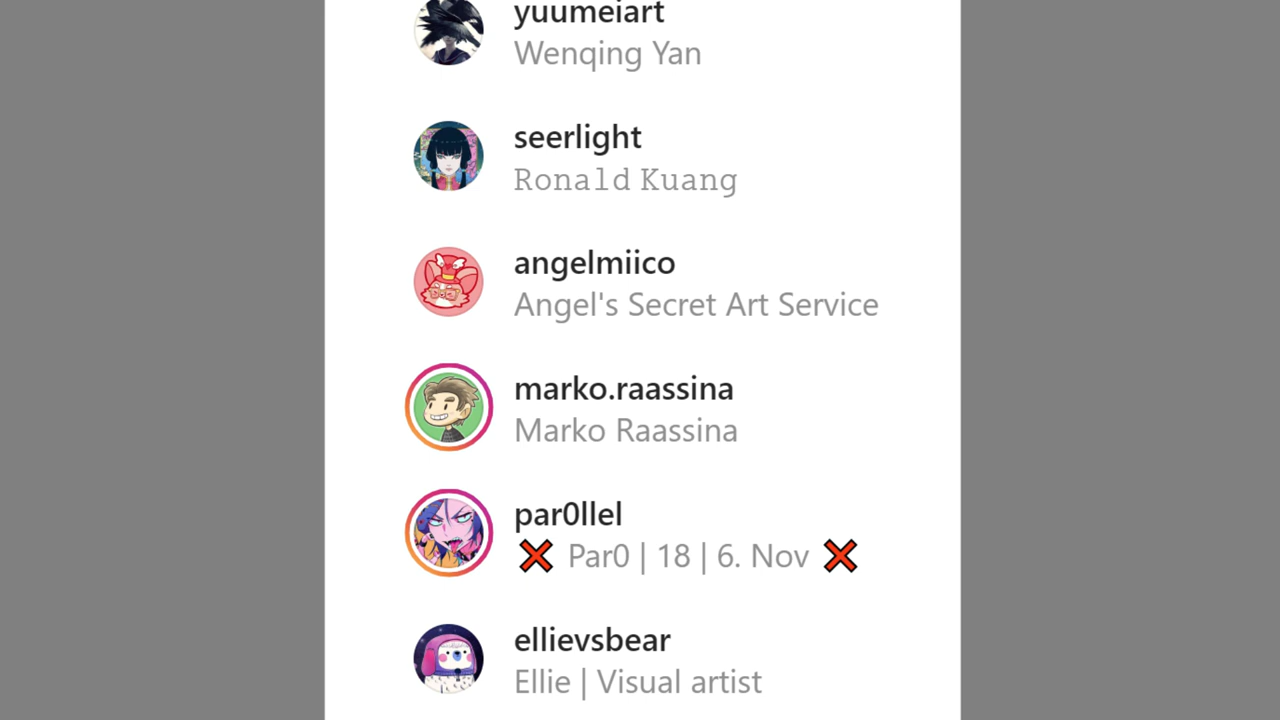 yuumeiart
Wenqing Yan
seerlight
Ronald Kuang
angelmiico
Angel's Secret Art Service
marko.raassina
Marko Raassina
par0llel
❌ Par0 | 18 | 6. Nov ❌
ellievsbear
Ellie | Visual artist